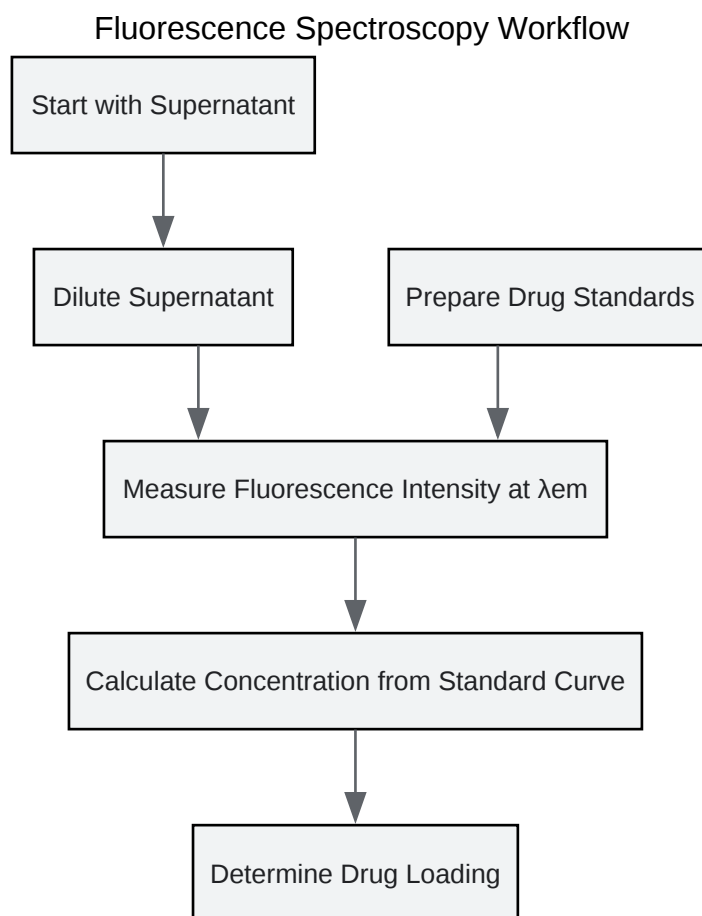 Fluorescence Spectroscopy Workflow
Start with Supernatant
Dilute Supernatant
Prepare Drug Standards
Measure Fluorescence Intensity at λem
Calculate Concentration from Standard Curve
Determine Drug Loading